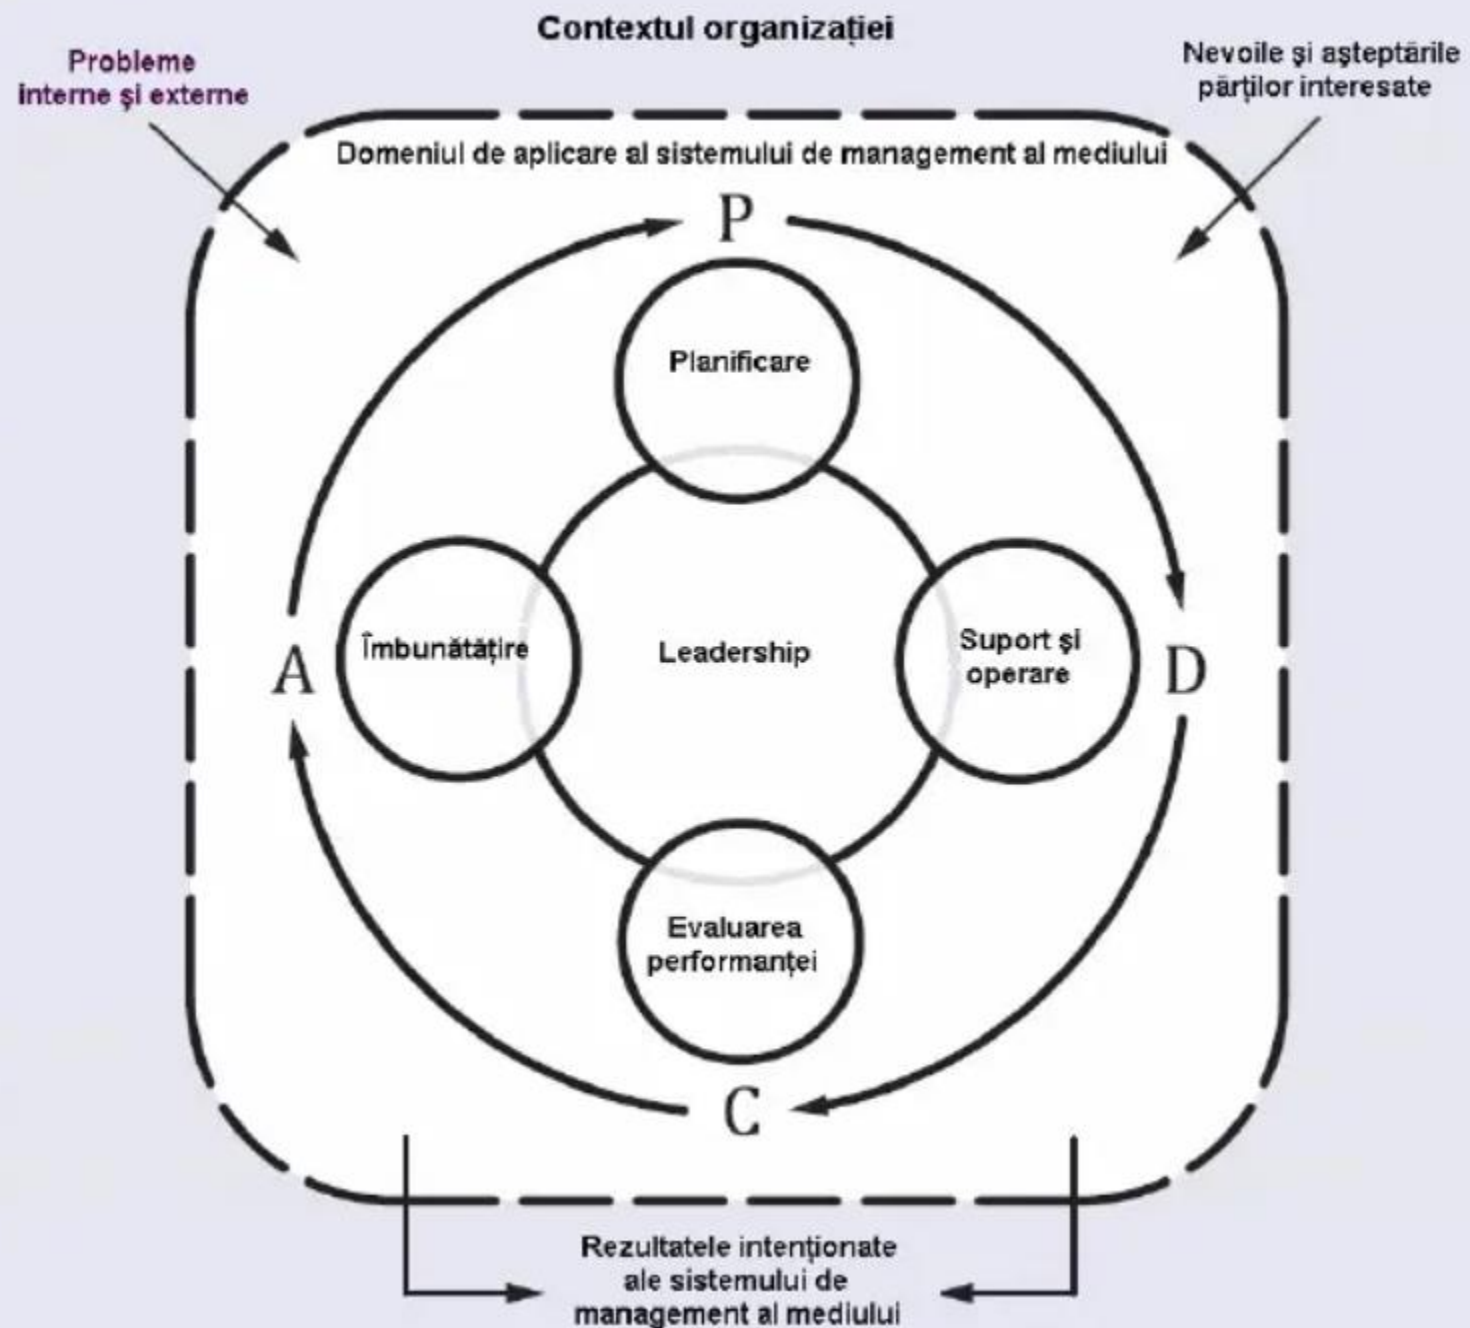 Contextul organizației
Probleme
interne și externe
Nevoile și așteptările
părților interesate
Domeniul de aplicare al sistemului de management al mediului
P
Planificare
Îmbunătățire
A
Leadership
Suport și
operare
D
Evaluarea
performanței
C
Rezultatele intenționate
ale sistemului de
management al mediului